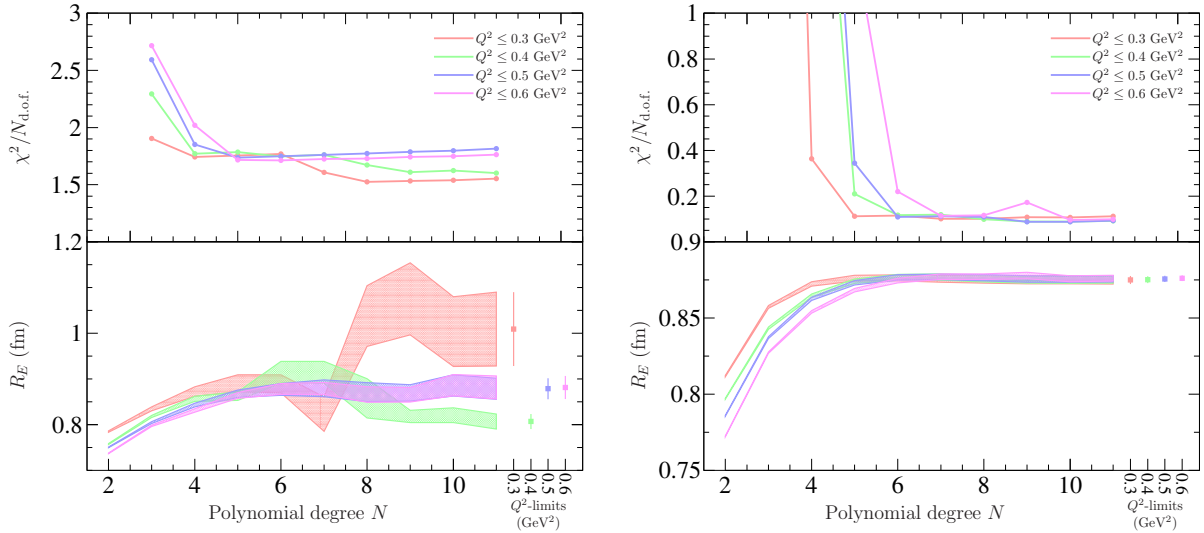 3
2.5
2
1.5
1.2
1
0.8
χ²/N_d.o.f.
R_E (fm)
Q² ≤ 0.3 GeV²
Q² ≤ 0.4 GeV²
Q² ≤ 0.5 GeV²
Q² ≤ 0.6 GeV²
2 4 6 8 10
0.3 0.4 0.5 0.6
Polynomial degree N
Q²-limits
(GeV²)
1
0.8
0.6
0.4
0.2
0.9
0.85
0.8
0.75
χ²/N_d.o.f.
R_E (fm)
Q² ≤ 0.3 GeV²
Q² ≤ 0.4 GeV²
Q² ≤ 0.5 GeV²
Q² ≤ 0.6 GeV²
2 4 6 8 10
0.3 0.4 0.5 0.6
Polynomial degree N
Q²-limits
(GeV²)